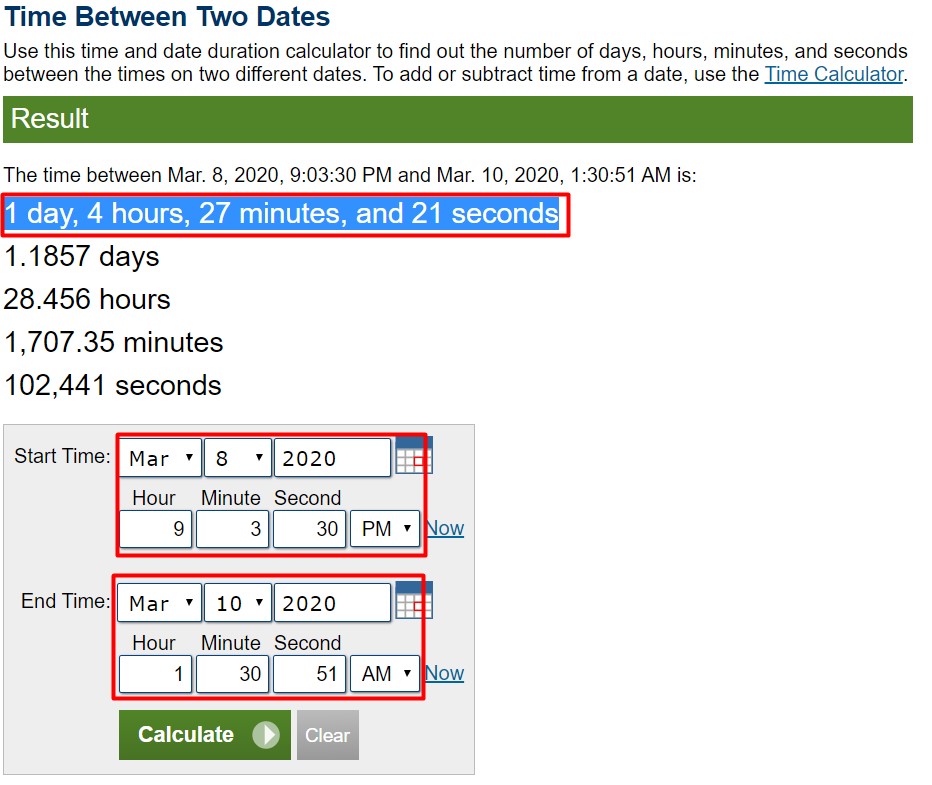 Time Between Two Dates
Use this time and date duration calculator to find out the number of days, hours, minutes, and seconds
between the times on two different dates. To add or subtract time from a date, use the Time Calculator.
Result
The time between Mar. 8, 2020, 9:03:30 PM and Mar. 10, 2020, 1:30:51 AM is:
1 day, 4 hours, 27 minutes, and 21 seconds
1.1857 days
28.456 hours
1,707.35 minutes
102,441 seconds
Start Time: Mar 8 2020
Hour Minute Second
9 3 30 PM Now
End Time: Mar 10 2020
Hour Minute Second
1 30 51 AM Now
Calculate Clear